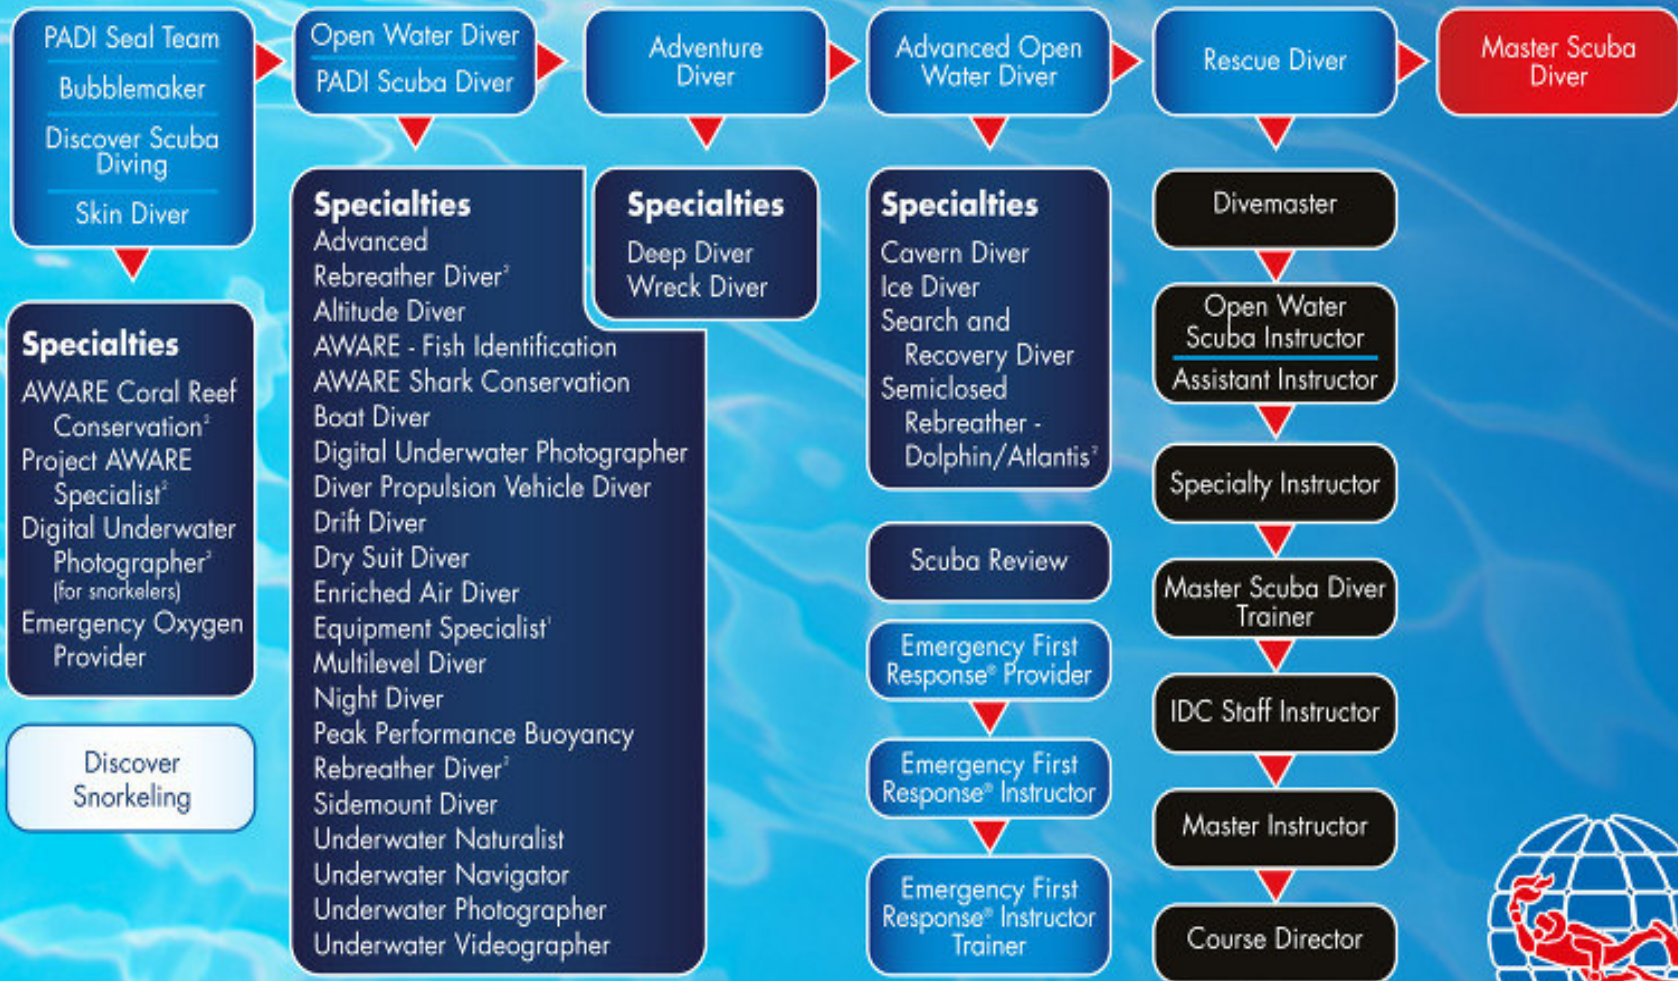 PADI Seal Team
Bubblemaker
Discover Scuba
Diving
Skin Diver
Specialties
AWARE Coral Reef
Conservation²
Project AWARE
Specialist²
Digital Underwater
Photographer²
(for snorkelers)
Emergency Oxygen
Provider
Discover
Snorkeling
Open Water Diver
PADI Scuba Diver
Specialties
Advanced
Rebreather Diver²
Altitude Diver
AWARE - Fish Identification
AWARE Shark Conservation
Boat Diver
Digital Underwater Photographer
Diver Propulsion Vehicle Diver
Drift Diver
Dry Suit Diver
Enriched Air Diver
Equipment Specialist¹
Multilevel Diver
Night Diver
Peak Performance Buoyancy
Rebreather Diver²
Sidemount Diver
Underwater Naturalist
Underwater Navigator
Underwater Photographer
Underwater Videographer
Adventure
Diver
Specialties
Deep Diver
Wreck Diver
Advanced Open
Water Diver
Specialties
Cavern Diver
Ice Diver
Search and
Recovery Diver
Semiclosed
Rebreather -
Dolphin/Atlantis²
Scuba Review
Emergency First
Response® Provider
Emergency First
Response® Instructor
Emergency First
Response® Instructor
Trainer
Rescue Diver
Divemaster
Open Water
Scuba Instructor
Assistant Instructor
Specialty Instructor
Master Scuba Diver
Trainer
IDC Staff Instructor
Master Instructor
Course Director
Master Scuba
Diver